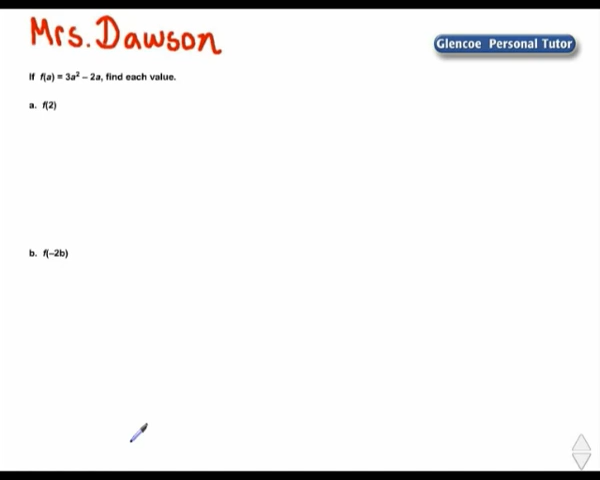 Mrs. Dawson
Glencoe Personal Tutor
If f(a) = 3a² – 2a, find each value.
a. f(2)
b. f(–2b)